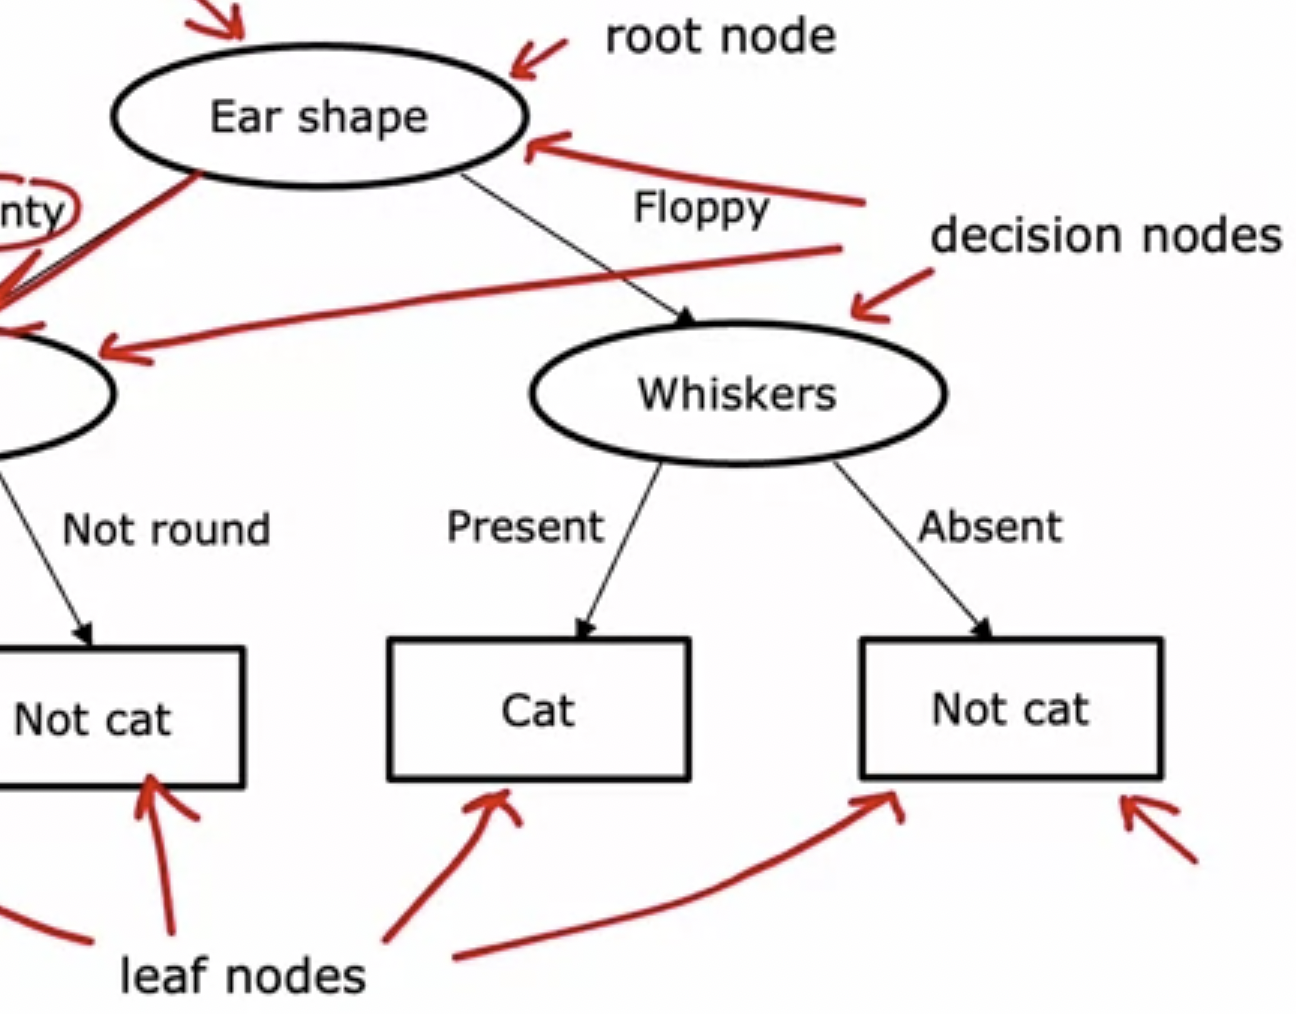 root node
Ear shape
nty
Floppy
decision nodes
Whiskers
Not round
Present
Absent
Not cat
Cat
Not cat
leaf nodes